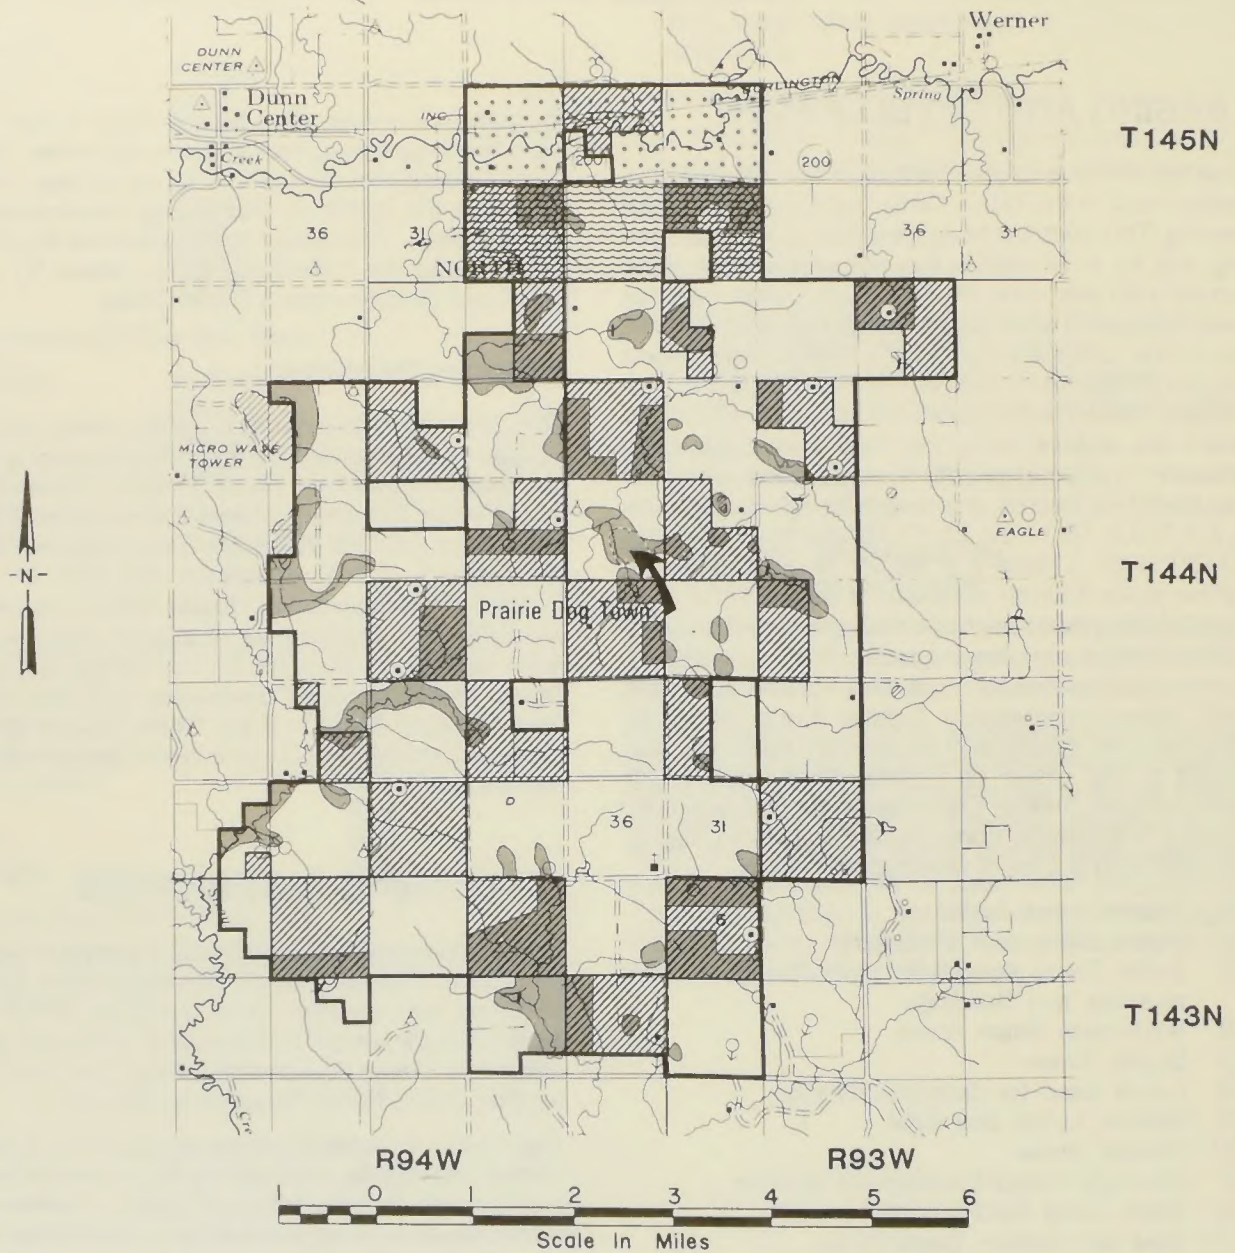 Werner
DUNN
CENTER
Dunn
Center
BURLINGTON
Spring
T145N
Creek
200
200
36
31
36
31
NORTH
MICRO WAVE
TOWER
EAGLE
-N-
T144N
Prairie Dog Town
36
31
6
T143N
Cre
R94W
R93W
1 0 1 2 3 4 5 6
Scale In Miles